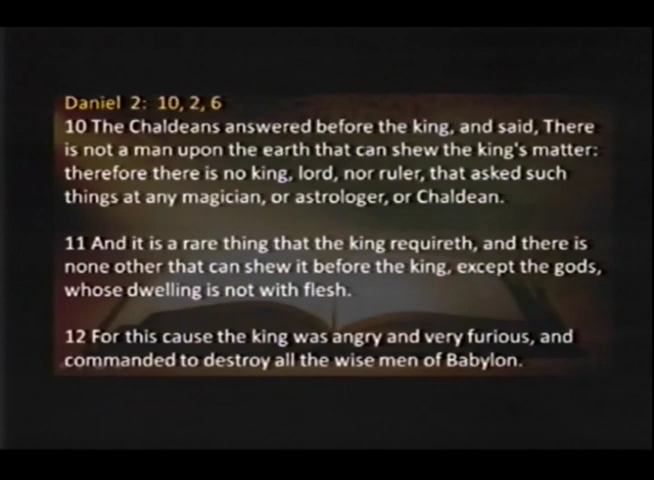 Daniel 2: 10, 2, 6
10 The Chaldeans answered before the king, and said, There
is not a man upon the earth that can shew the king's matter:
therefore there is no king, lord, nor ruler, that asked such
things at any magician, or astrologer, or Chaldean.
11 And it is a rare thing that the king requireth, and there is
none other that can shew it before the king, except the gods,
whose dwelling is not with flesh.
12 For this cause the king was angry and very furious, and
commanded to destroy all the wise men of Babylon.